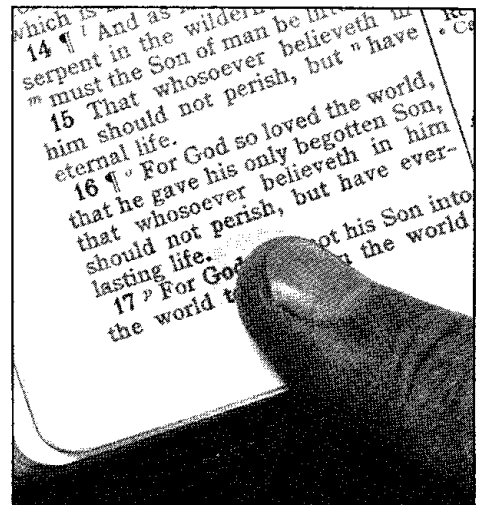 which is in
14 ¶ ˡ And as
serpent in the wilder
ᵐ must the Son of man be
15 That whosoever believeth in
him should not perish, but ⁿ have
eternal life.
16 ¶ ᵒ For God so loved the world,
that he gave his only begotten Son,
that whosoever believeth in him
should not perish, but have ever-
lasting life.
17 ᵖ For God not his Son into
the world the world